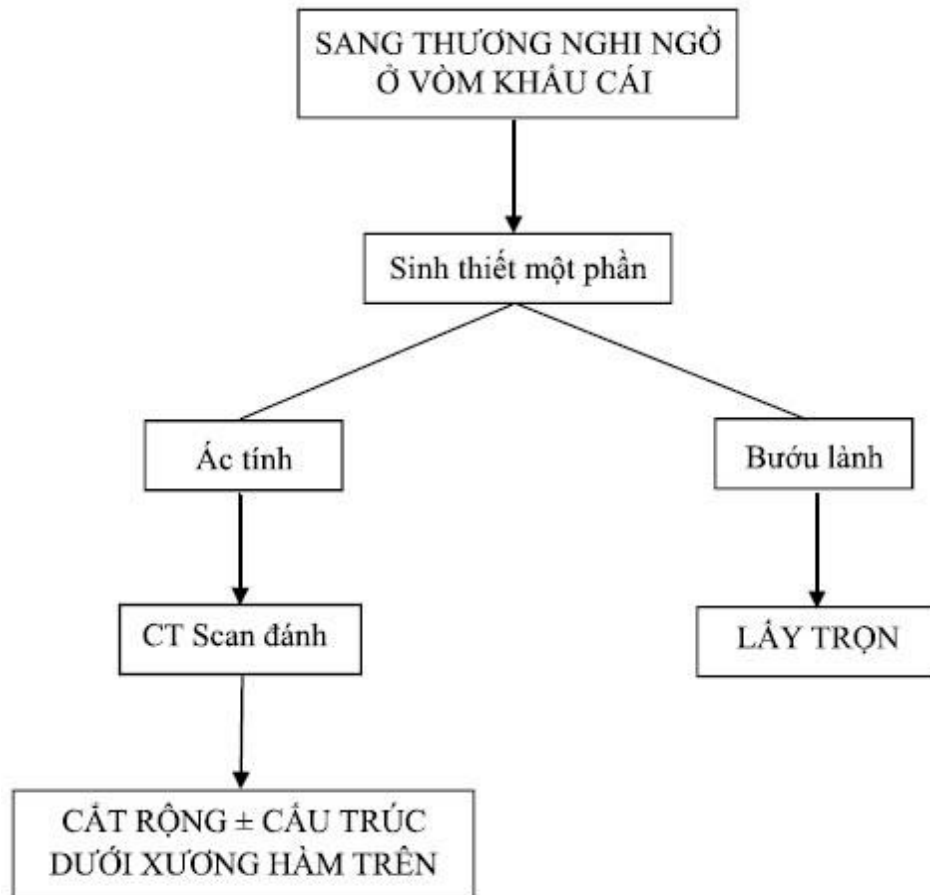 SANG THƯƠNG NGHI NGỜ
Ở VÒM KHẨU CÁI
Sinh thiết một phần
Ác tính
Bướu lành
CT Scan đánh
LẤY TRỌN
CẮT RỘNG ± CẤU TRÚC
DƯỚI XƯƠNG HÀM TRÊN